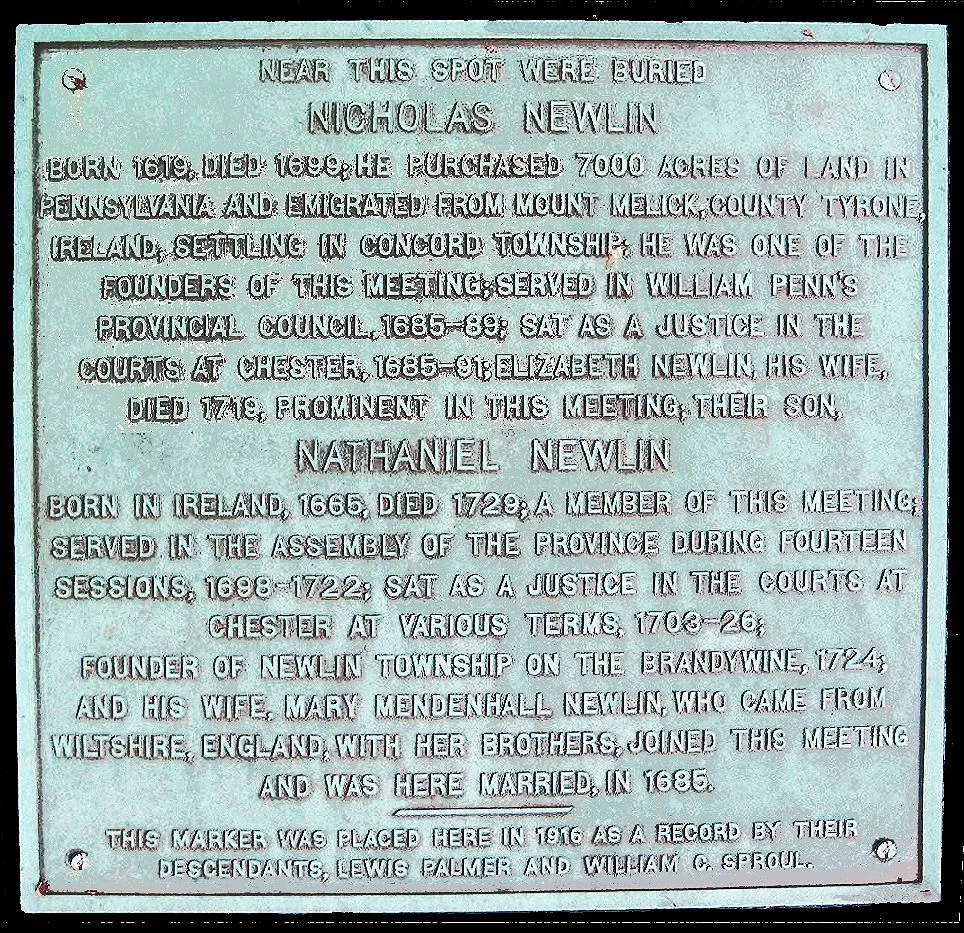 NEAR THIS SPOT WERE BURIED
NICHOLAS NEWLIN
BORN 1619, DIED 1699; HE PURCHASED 7000 ACRES OF LAND IN
PENNSYLVANIA AND EMIGRATED FROM MOUNT MELICK, COUNTY TYRONE,
IRELAND, SETTLING IN CONCORD TOWNSHIP; HE WAS ONE OF THE
FOUNDERS OF THIS MEETING; SERVED IN WILLIAM PENN'S
PROVINCIAL COUNCIL, 1685-89; SAT AS A JUSTICE IN THE
COURTS AT CHESTER, 1685-91; ELIZABETH NEWLIN, HIS WIFE,
DIED 1719, PROMINENT IN THIS MEETING; THEIR SON,
NATHANIEL NEWLIN
BORN IN IRELAND, 1665, DIED 1729; A MEMBER OF THIS MEETING;
SERVED IN THE ASSEMBLY OF THE PROVINCE DURING FOURTEEN
SESSIONS, 1698-1722; SAT AS A JUSTICE IN THE COURTS AT
CHESTER AT VARIOUS TERMS, 1703-26;
FOUNDER OF NEWLIN TOWNSHIP ON THE BRANDYWINE, 1724;
AND HIS WIFE, MARY MENDENHALL NEWLIN, WHO CAME FROM
WILTSHIRE, ENGLAND, WITH HER BROTHERS, JOINED THIS MEETING
AND WAS HERE MARRIED, IN 1685.
THIS MARKER WAS PLACED HERE IN 1916 AS A RECORD BY THEIR
DESCENDANTS, LEWIS PALMER AND WILLIAM C. SPROUL.